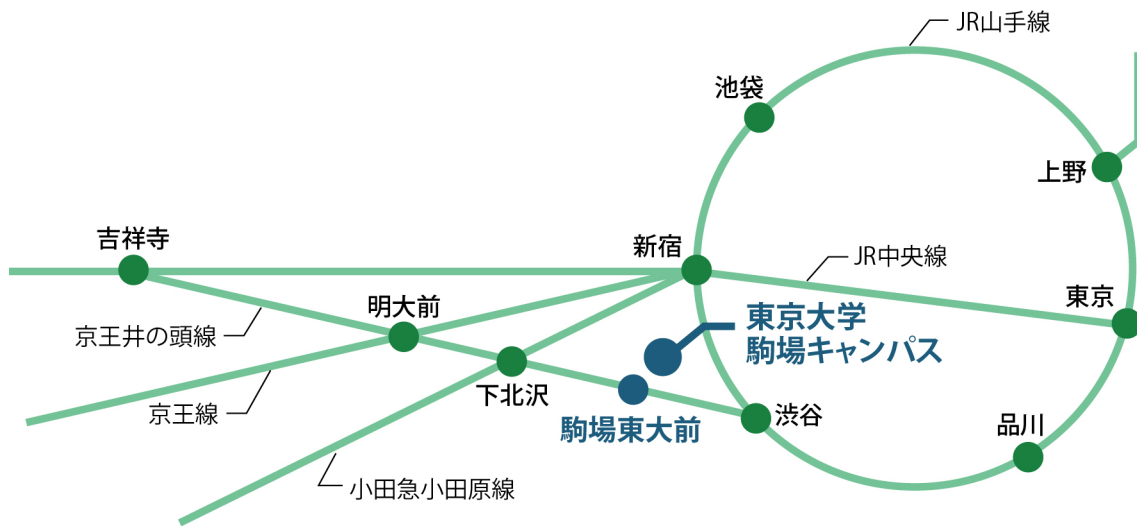 JR山手線
池袋
上野
吉祥寺
新宿
JR中央線
東京
京王井の頭線
明大前
東京大学
駒場キャンパス
京王線
下北沢
駒場東大前
渋谷
品川
小田急小田原線